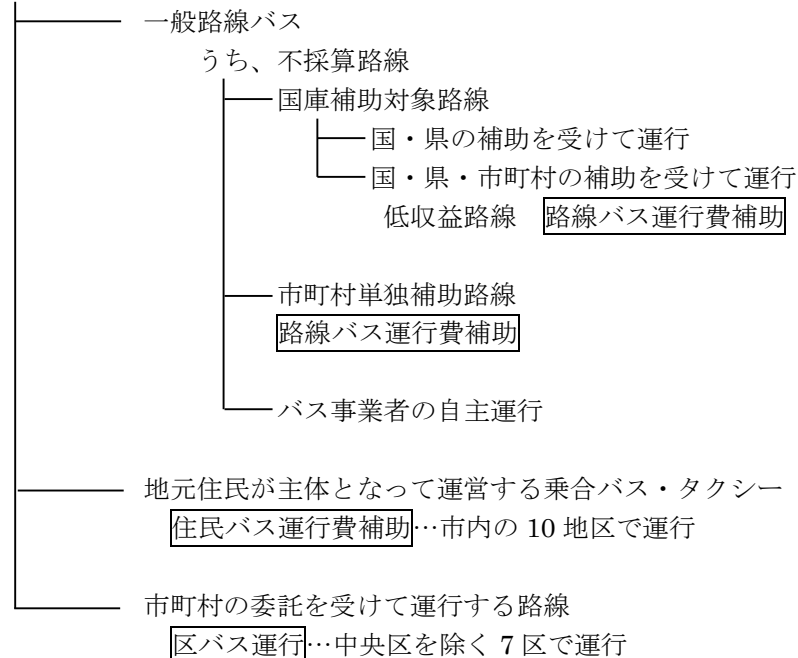 一般路線バス
うち、不採算路線
国庫補助対象路線
国・県の補助を受けて運行
国・県・市町村の補助を受けて運行
低収益路線 路線バス運行費補助
市町村単独補助路線
路線バス運行費補助
バス事業者の自主運行
地元住民が主体となって運営する乗合バス・タクシー
住民バス運行費補助…市内の 10 地区で運行
市町村の委託を受けて運行する路線
区バス運行…中央区を除く 7 区で運行